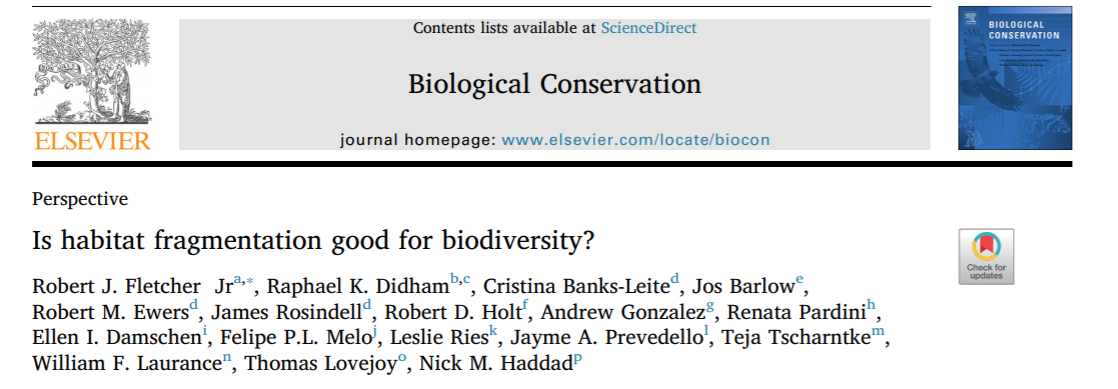 Contents lists available at ScienceDirect
BIOLOGICAL
CONSERVATION
Biological Conservation
ELSEVIER
journal homepage: www.elsevier.com/locate/biocon
Perspective
Is habitat fragmentation good for biodiversity?
Check for
updates
Robert J. Fletcher Jr^a,*, Raphael K. Didham^b,c, Cristina Banks-Leite^d, Jos Barlow^e,
Robert M. Ewers^d, James Rosindell^d, Robert D. Holt^f, Andrew Gonzalez^g, Renata Pardini^h,
Ellen I. Damschen^i, Felipe P.L. Melo^j, Leslie Ries^k, Jayme A. Prevedello^l, Teja Tscharntke^m,
William F. Laurance^n, Thomas Lovejoy^o, Nick M. Haddad^p